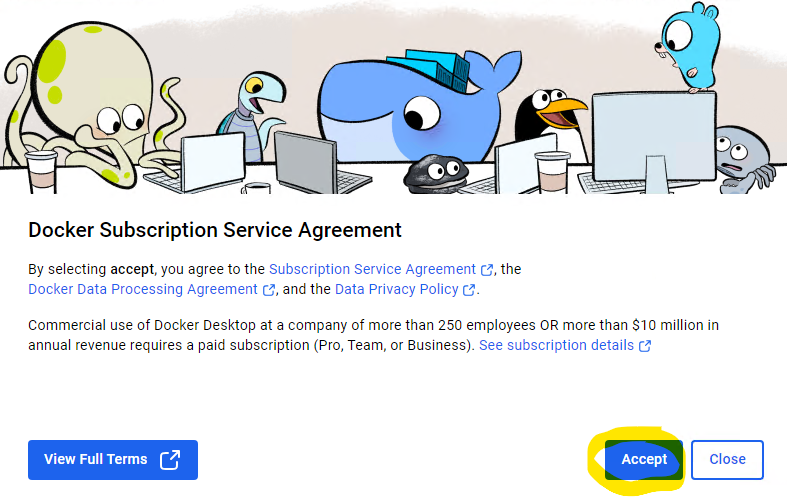 Docker Subscription Service Agreement
By selecting accept, you agree to the Subscription Service Agreement, the
Docker Data Processing Agreement, and the Data Privacy Policy.
Commercial use of Docker Desktop at a company of more than 250 employees OR more than $10 million in
annual revenue requires a paid subscription (Pro, Team, or Business). See subscription details
View Full Terms
Accept
Close